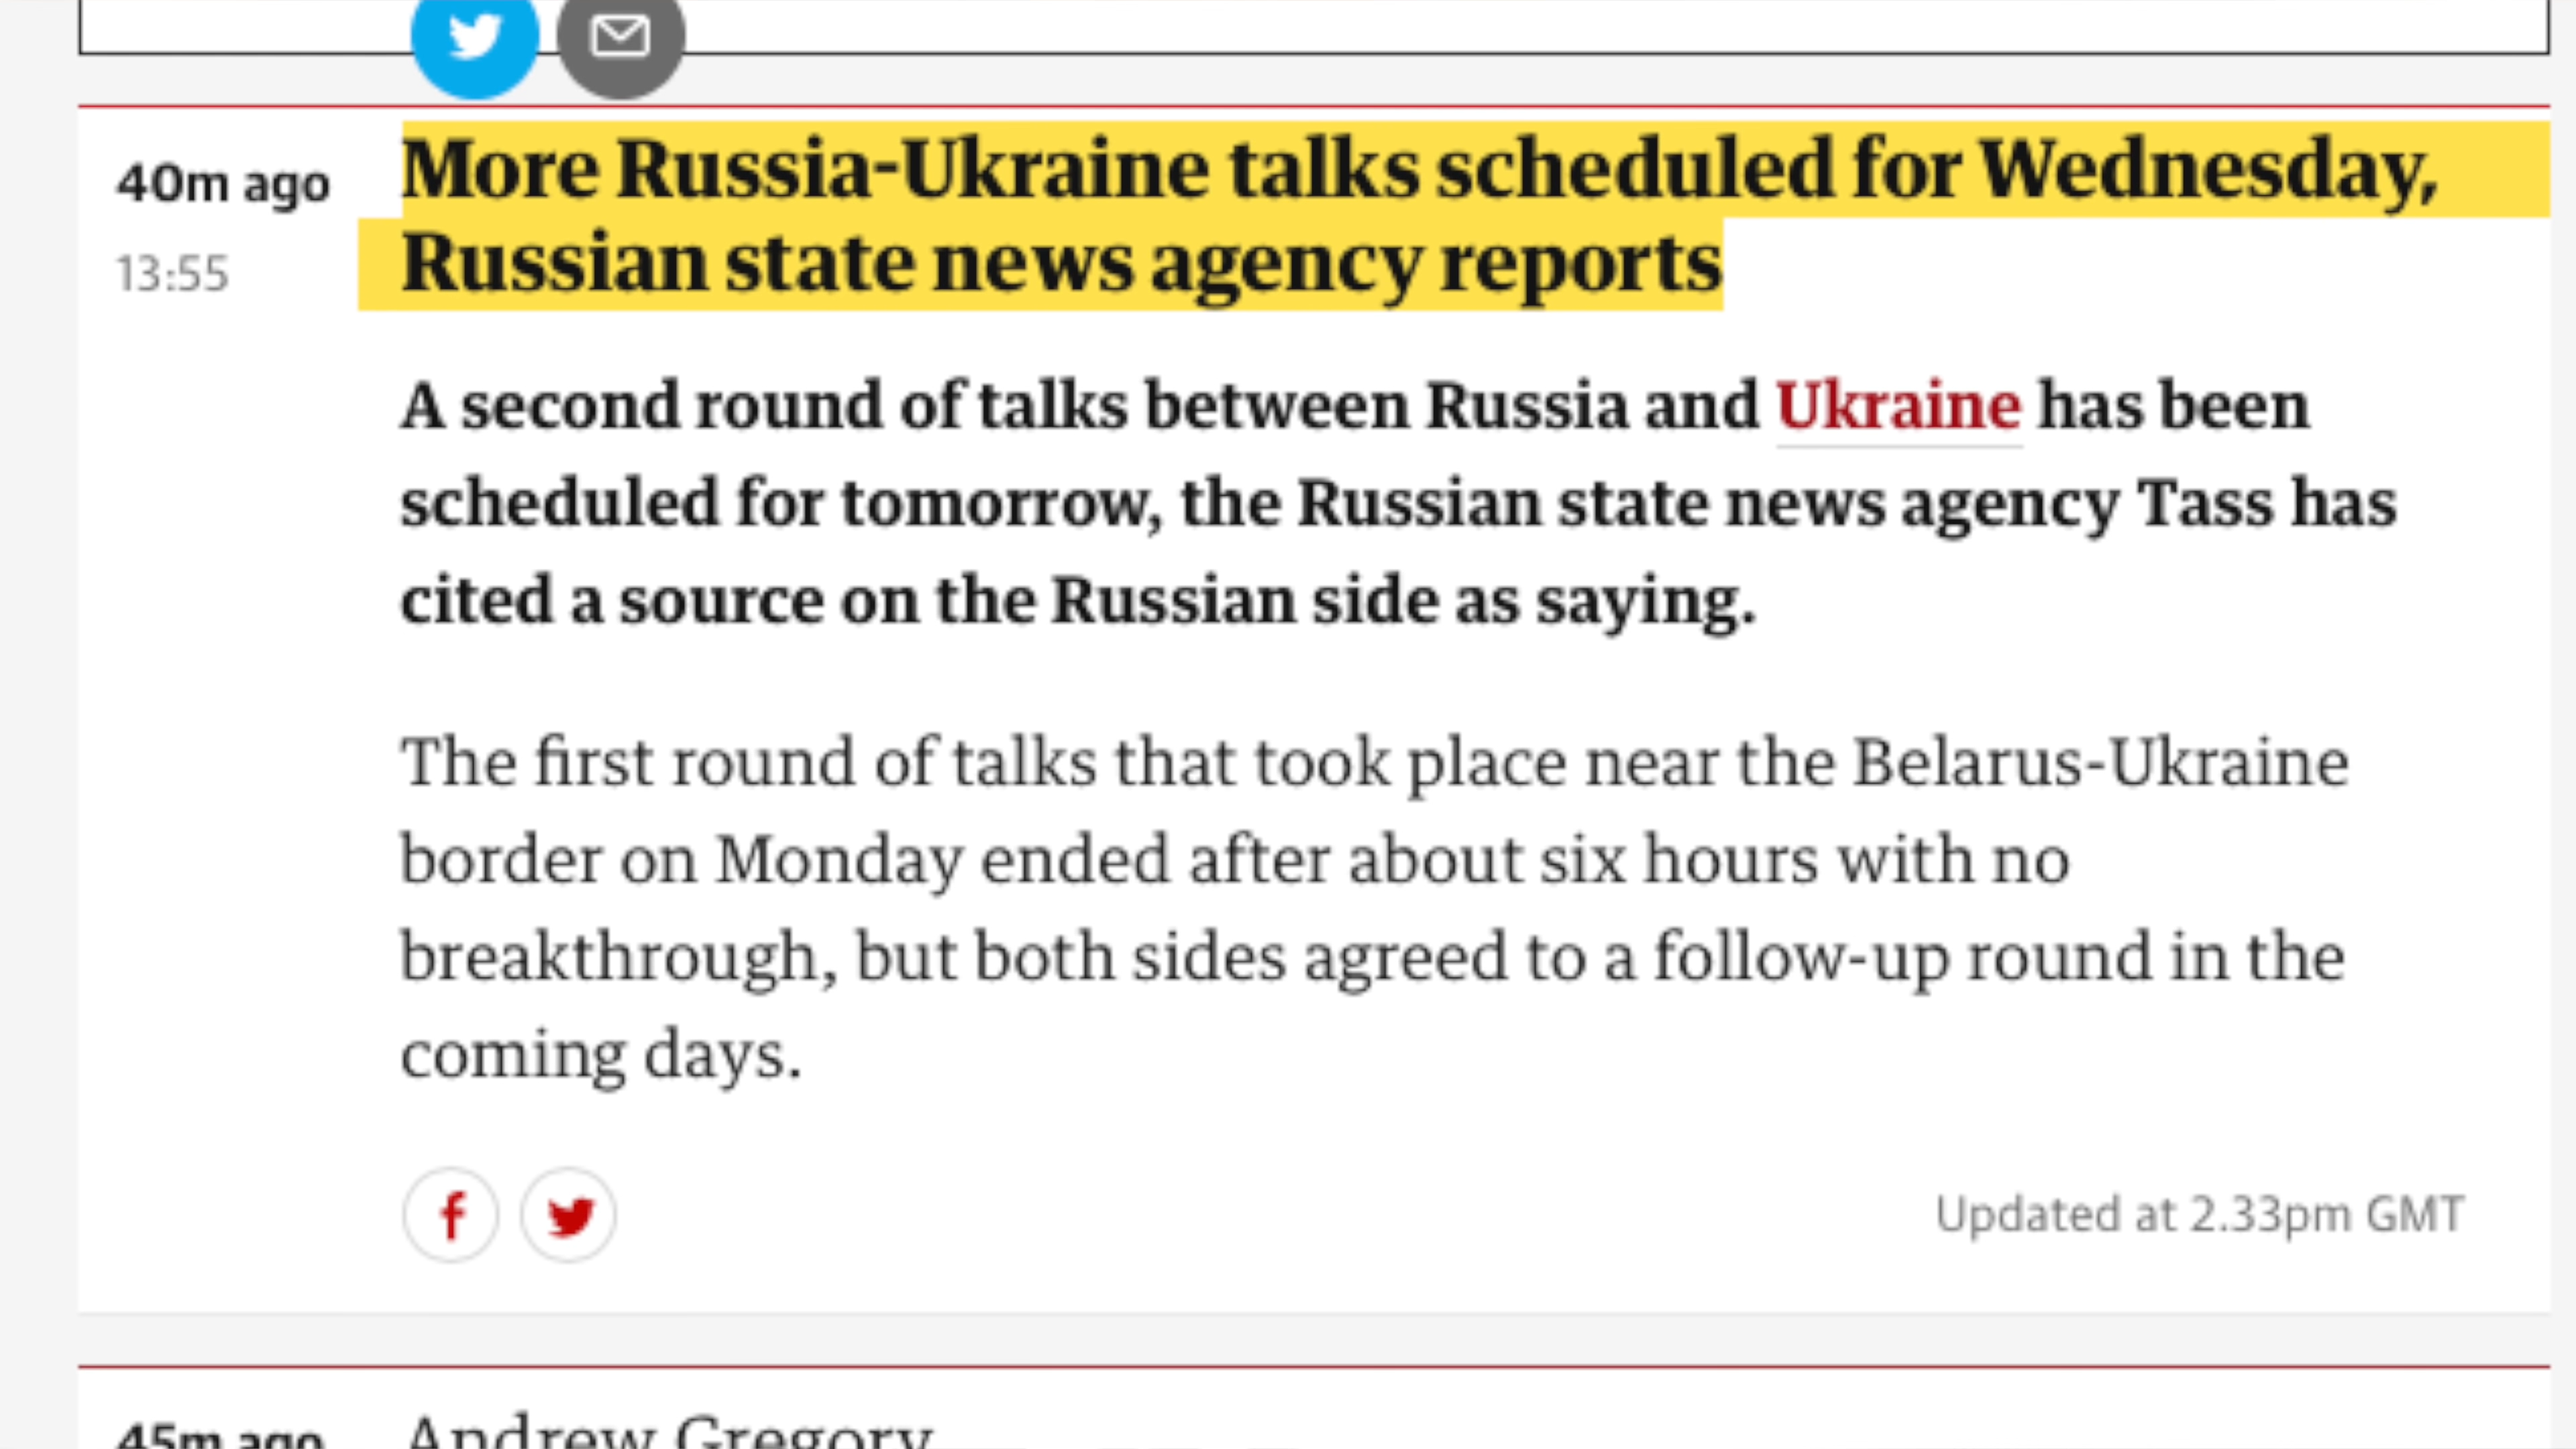 40m ago
13:55
More Russia-Ukraine talks scheduled for Wednesday,
Russian state news agency reports
A second round of talks between Russia and Ukraine has been
scheduled for tomorrow, the Russian state news agency Tass has
cited a source on the Russian side as saying.
The first round of talks that took place near the Belarus-Ukraine
border on Monday ended after about six hours with no
breakthrough, but both sides agreed to a follow-up round in the
coming days.
Updated at 2.33pm GMT
45m ago
Andrew Gregory